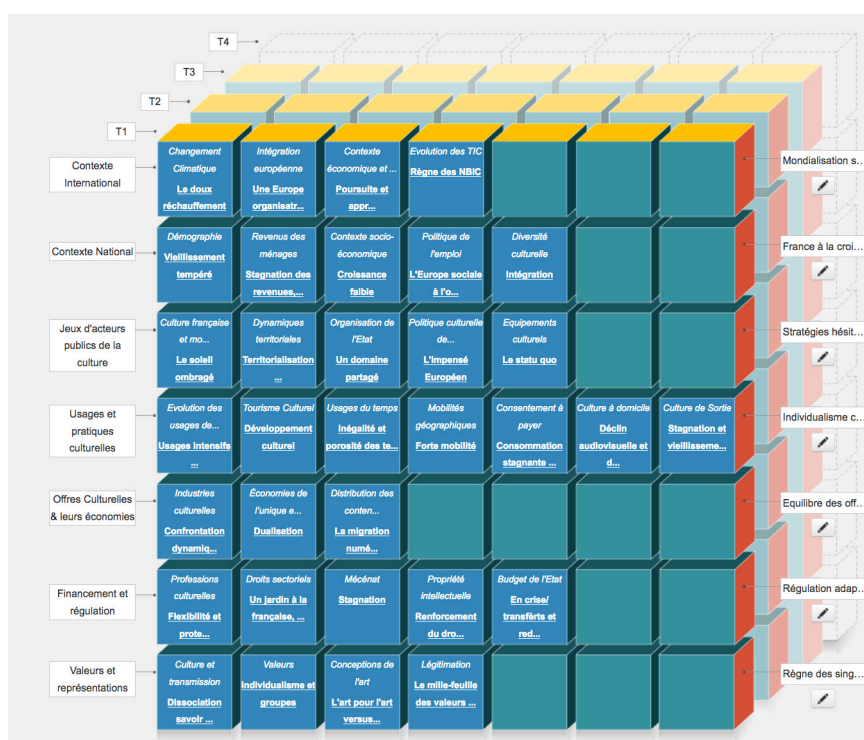 T4
T3
T2
T1
Contexte
International
Changement
Climatique
Le doux
réchauffement
Intégration
européenne
Une Europe
organisatr...
Contexte
économique et ...
Poursuite et
appr...
Evolution des TIC
Règne des NBIC
Mondialisation s...
Contexte National
Démographie
Vieillissement
tempéré
Revenus des
ménages
Stagnation des
revenues,...
Contexte socio-
économique
Croissance
faible
Politique de
l'emploi
L'Europe sociale
à l'o...
Diversité
culturelle
Intégration
France à la croi...
Jeux d'acteurs
publics de la
culture
Culture française
et mo...
Le soleil
ombragé
Dynamiques
territoriales
Territorialisation
...
Organisation de
l'Etat
Un domaine
partagé
Politique culturelle
de...
L'impensé
Européen
Equipements
culturels
Le statu quo
Stratégies hésit...
Usages et
pratiques
culturelles
Evolution des
usages de...
Usages intensifs
...
Tourisme Culturel
Développement
culturel
Usages du temps
Inégalité et
porosité des te...
Mobilités
géographiques
Forte mobilité
Consentement à
payer
Consommation
stagnante ...
Culture à domicile
Déclin
audiovisuelle et
d...
Culture de Sortie
Stagnation et
vieillisseme...
Individualisme c...
Offres Culturelles
& leurs économies
Industries
culturelles
Confrontation
dynamiq...
Économies de
l'unique e...
Dualisation
Distribution des
conten...
La migration
numé...
Equilibre des off...
Financement et
régulation
Professions
culturelles
Flexibilité et
prote...
Droits sectoriels
Un jardin à la
française, ...
Mécénat
Stagnation
Propriété
intellectuelle
Renforcement
du dro...
Budget de l'Etat
En crise/
transfèrts et
red...
Régulation adap...
Valeurs et
représentations
Culture et
transmission
Dissociation
savoir ...
Valeurs
Individualisme et
groupes
Conceptions de
l'art
L'art pour l'art
versus...
Légitimation
Le mille-feuille
des valeurs ...
Règne des sing...